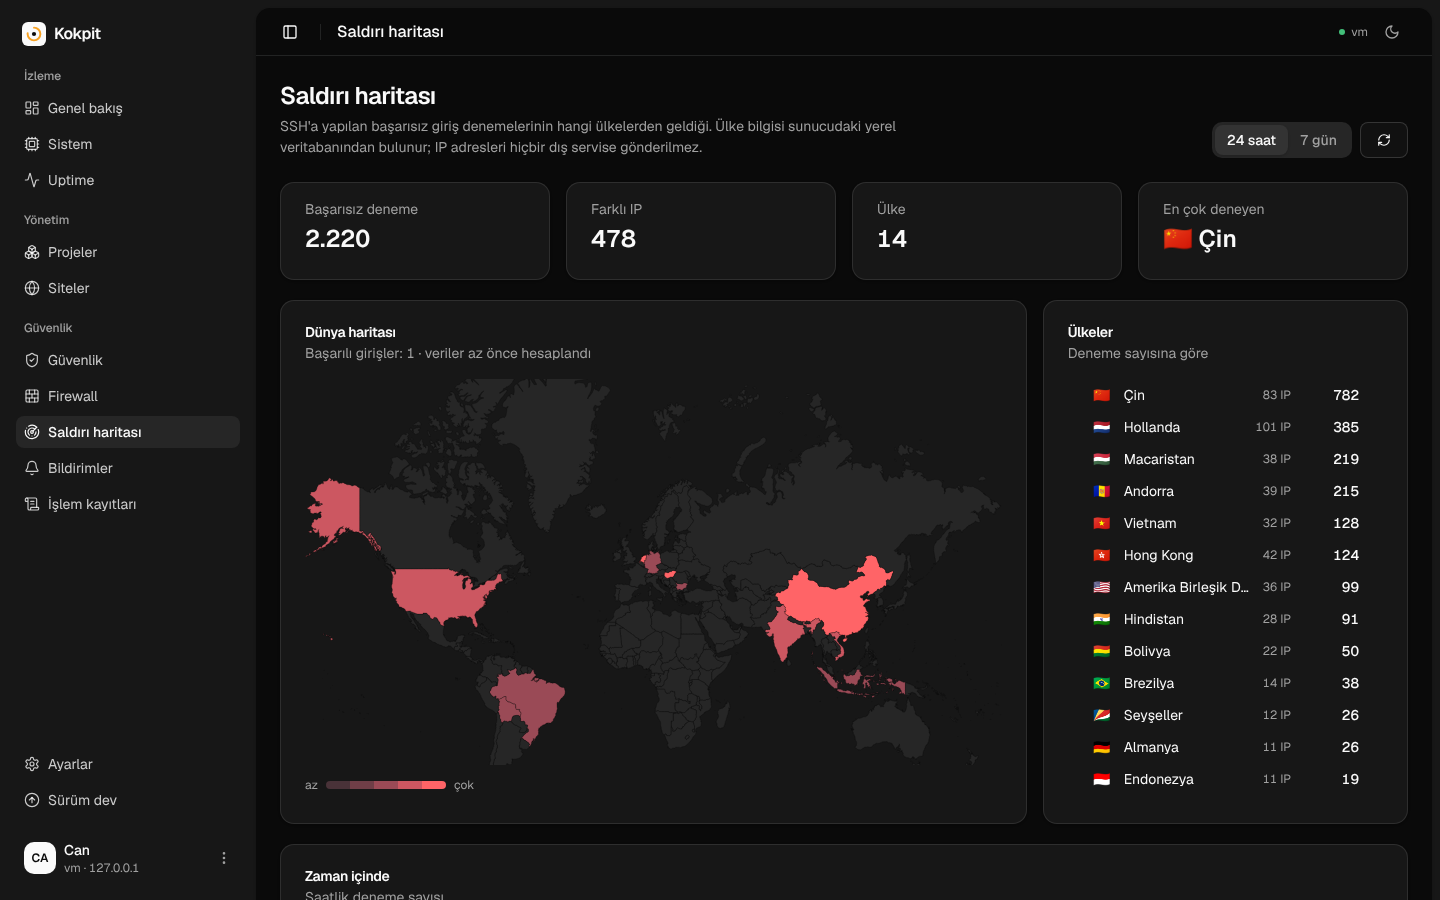 Kokpit
İzleme
Genel bakış
Sistem
Uptime
Yönetim
Projeler
Siteler
Güvenlik
Güvenlik
Firewall
Saldırı haritası
Bildirimler
İşlem kayıtları
Ayarlar
Sürüm dev
CA
Can
vm · 127.0.0.1
Saldırı haritası
vm
Saldırı haritası
SSH'a yapılan başarısız giriş denemelerinin hangi ülkelerden geldiği. Ülke bilgisi sunucudaki yerel
veritabanından bulunur; IP adresleri hiçbir dış servise gönderilmez.
24 saat 7 gün
Başarısız deneme
2.220
Farklı IP
478
Ülke
14
En çok deneyen
Çin
Dünya haritası
Başarılı girişler: 1 · veriler az önce hesaplandı
az çok
Ülkeler
Deneme sayısına göre
Çin 83 IP 782
Hollanda 101 IP 385
Macaristan 38 IP 219
Andorra 39 IP 215
Vietnam 32 IP 128
Hong Kong 42 IP 124
Amerika Birleşik D... 36 IP 99
Hindistan 28 IP 91
Bolivya 22 IP 50
Brezilya 14 IP 38
Seyşeller 12 IP 26
Almanya 11 IP 26
Endonezya 11 IP 19
Zaman içinde
Saatlik deneme sayısı